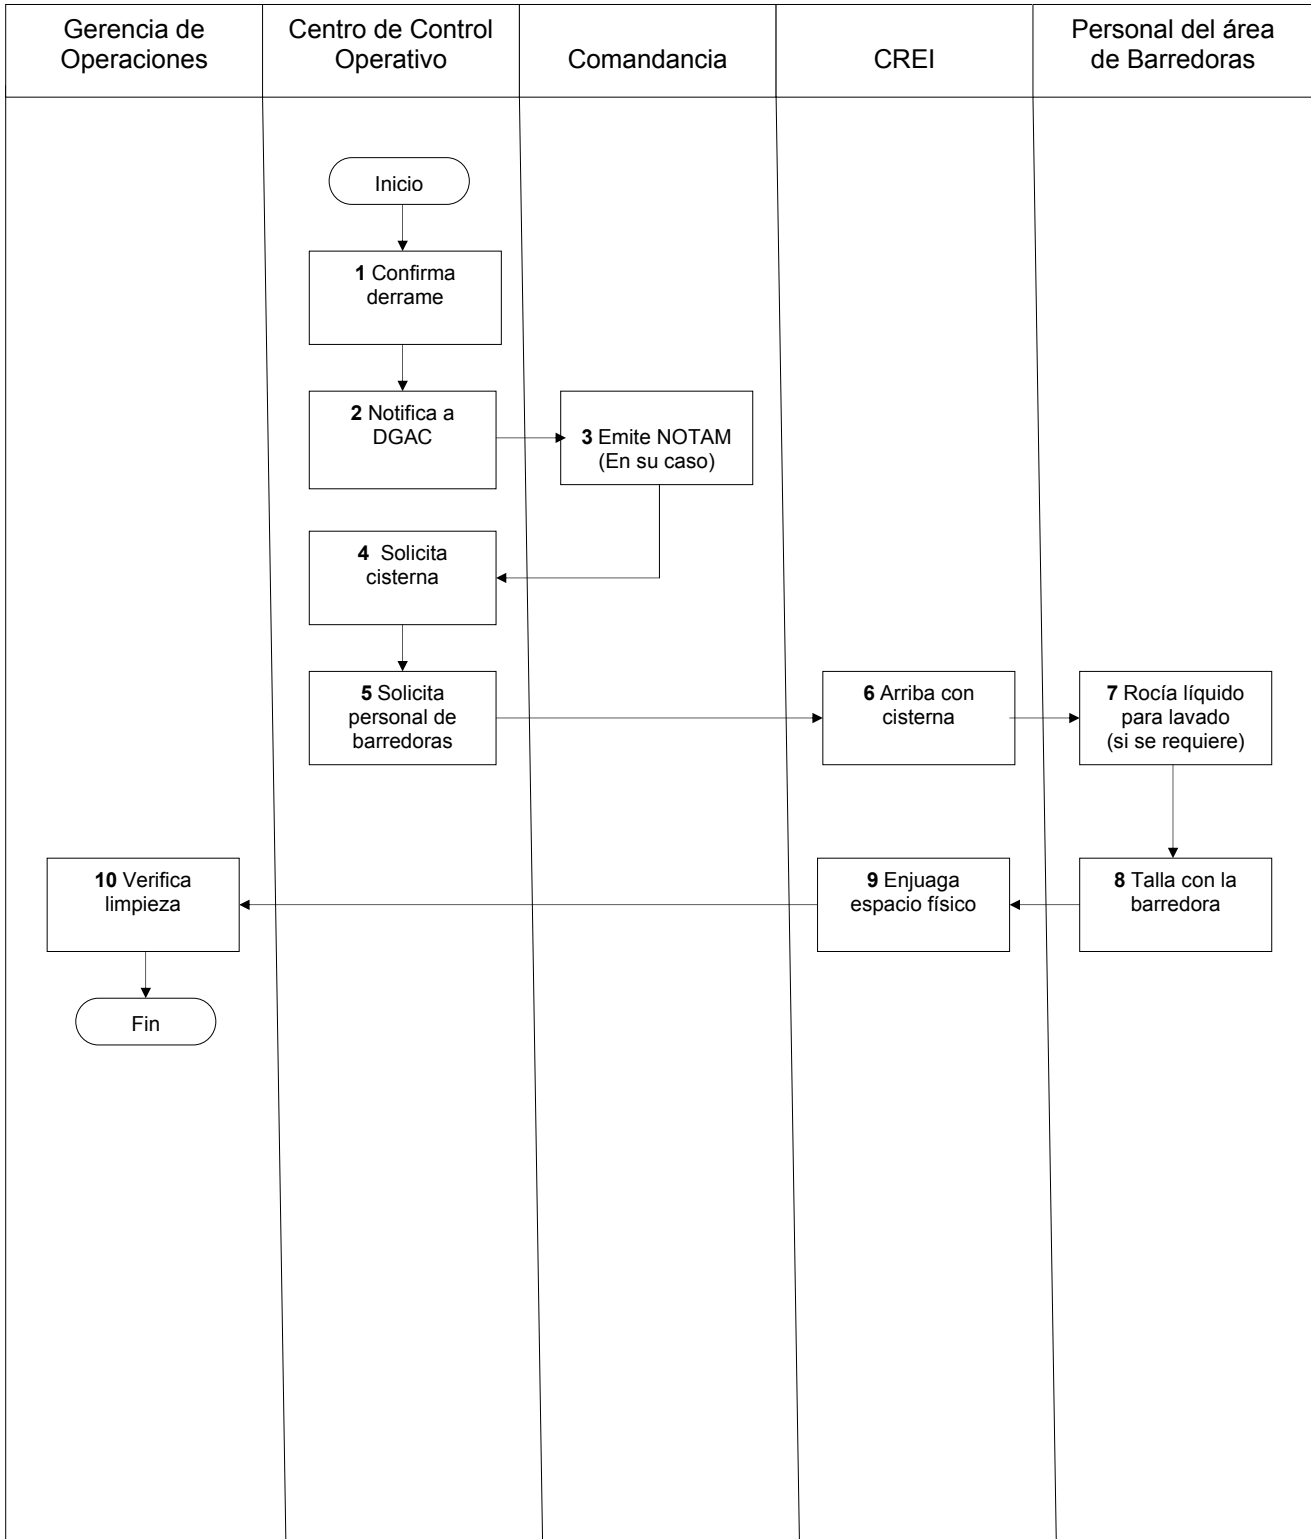 Gerencia de
Operaciones
Centro de Control
Operativo
Comandancia
CREI
Personal del área
de Barredoras
Inicio
1 Confirma
derrame
2 Notifica a
DGAC
3 Emite NOTAM
(En su caso)
4 Solicita
cisterna
5 Solicita
personal de
barredoras
6 Arriba con
cisterna
7 Rocía líquido
para lavado
(si se requiere)
8 Talla con la
barredora
9 Enjuaga
espacio físico
10 Verifica
limpieza
Fin